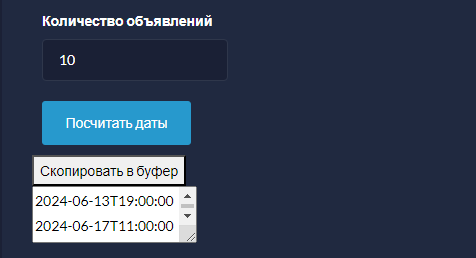 Количество объявлений
10
Посчитать даты
Скопировать в буфер
2024-06-13T19:00:00
2024-06-17T11:00:00